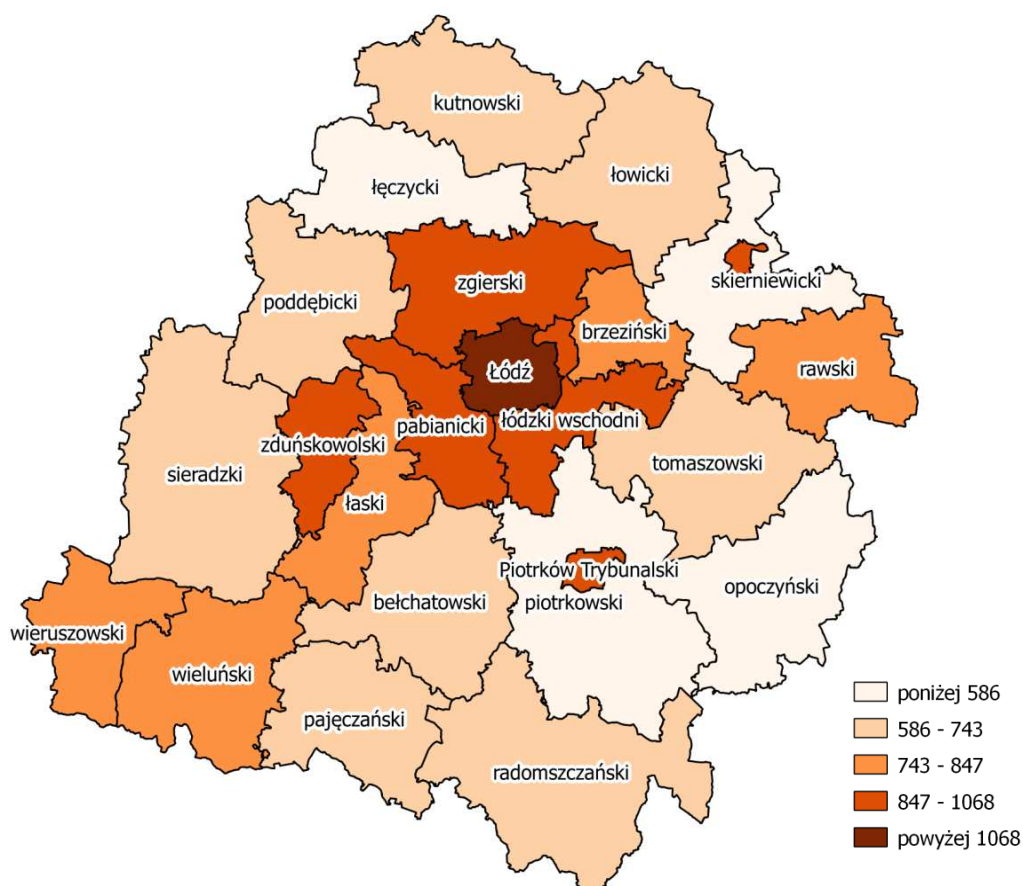 kutnowski
łowicki
łęczycki
skierniewicki
zgierski
poddębicki
brzeziński
rawski
Łódź
pabianicki
łódzki wschodni
zduńskowolski
sieradzki
tomaszowski
łaski
Piotrków Trybunalski
opoczyński
bełchatowski
piotrkowski
wieruszowski
wieluński
pajęczański
radomszczański
poniżej 586
586 - 743
743 - 847
847 - 1068
powyżej 1068